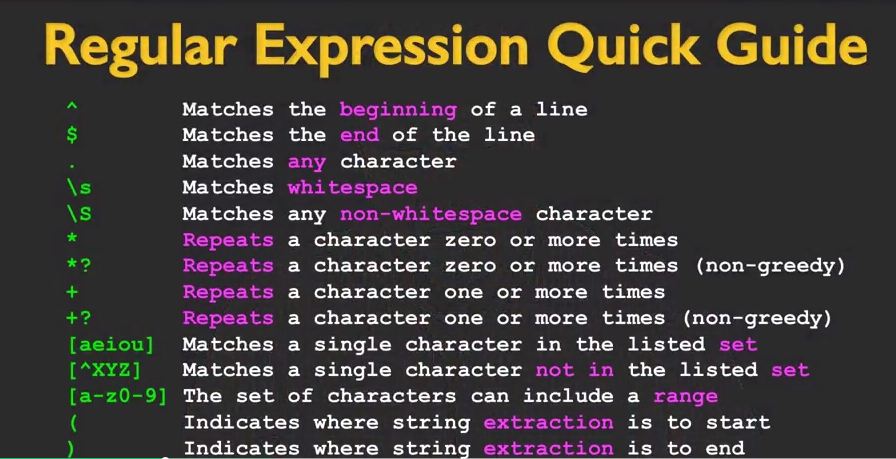 Regular Expression Quick Guide
^ Matches the beginning of a line
$ Matches the end of the line
. Matches any character
\s Matches whitespace
\S Matches any non-whitespace character
* Repeats a character zero or more times
*? Repeats a character zero or more times (non-greedy)
+ Repeats a character one or more times
+? Repeats a character one or more times (non-greedy)
[aeiou] Matches a single character in the listed set
[^XYZ] Matches a single character not in the listed set
[a-z0-9] The set of characters can include a range
( Indicates where string extraction is to start
) Indicates where string extraction is to end